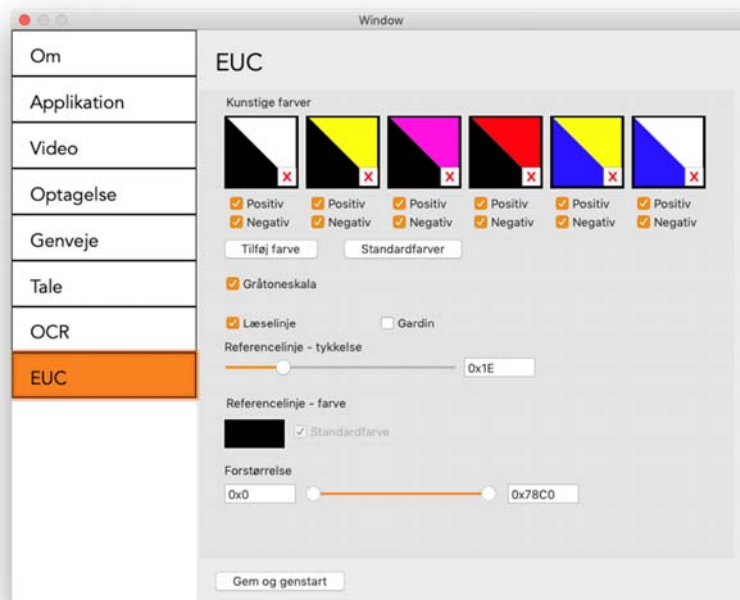 Window
Om
Applikation
Video
Optagelse
Genveje
Tale
OCR
EUC
EUC
Kunstige farver
X X X X X X
Positiv Positiv Positiv Positiv Positiv Positiv
Negativ Negativ Negativ Negativ Negativ Negativ
Tilføj farve Standardfarver
Gråtoneskala
Læselinje Gardin
Referencelinje - tykkelse
0x1E
Referencelinje - farve
Standardfarve
Forstørrelse
0x0 0x78C0
Gem og genstart